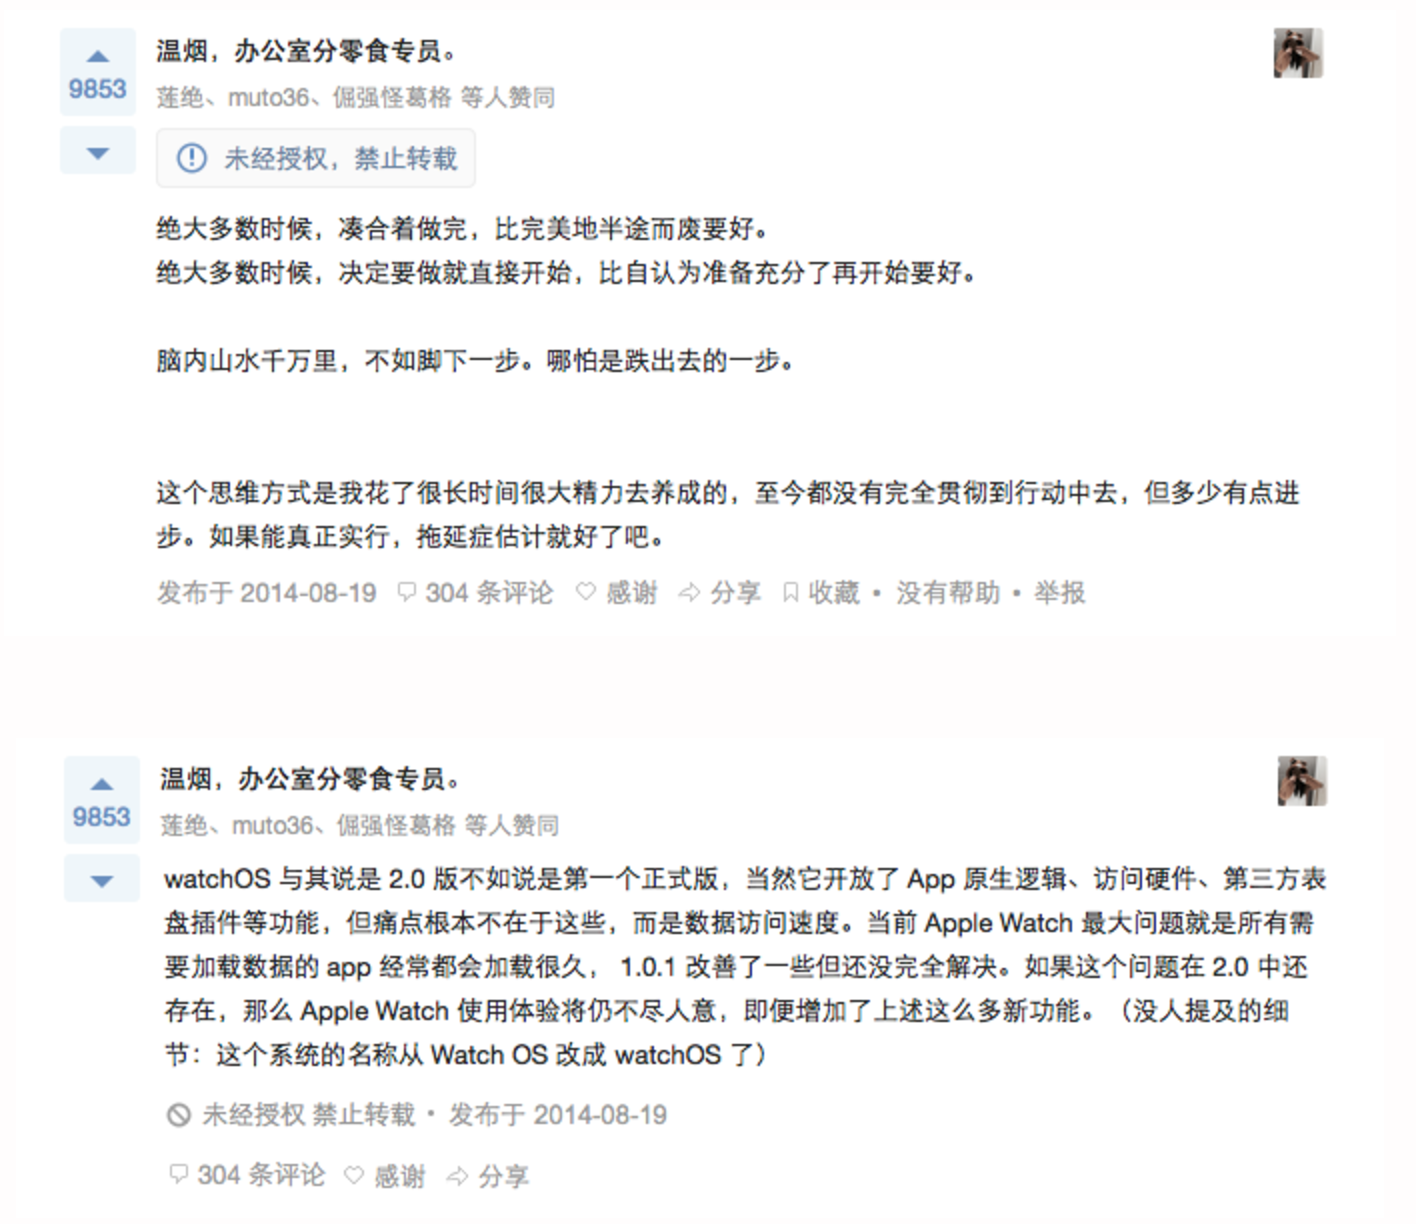 温烟，办公室分零食专员。
9853
莲绝、muto36、倔强怪葛格 等人赞同
未经授权，禁止转载
绝大多数时候，凑合着做完，比完美地半途而废要好。
绝大多数时候，决定要做就直接开始，比自认为准备充分了再开始要好。
脑内山水千万里，不如脚下一步。哪怕是跌出去的一步。
这个思维方式是我花了很长时间很大精力去养成的，至今都没有完全贯彻到行动中去，但多少有点进
步。如果能真正实行，拖延症估计就好了吧。
发布于 2014-08-19 304 条评论 感谢 分享 收藏 • 没有帮助 • 举报
温烟，办公室分零食专员。
9853
莲绝、muto36、倔强怪葛格 等人赞同
watchOS 与其说是 2.0 版不如说是第一个正式版，当然它开放了 App 原生逻辑、访问硬件、第三方表
盘插件等功能，但痛点根本不在于这些，而是数据访问速度。当前 Apple Watch 最大问题就是所有需
要加载数据的 app 经常都会加载很久， 1.0.1 改善了一些但还没完全解决。如果这个问题在 2.0 中还
存在，那么 Apple Watch 使用体验将仍不尽人意，即便增加了上述这么多新功能。（没人提及的细
节：这个系统的名称从 Watch OS 改成 watchOS 了）
未经授权 禁止转载 • 发布于 2014-08-19
304 条评论 感谢 分享